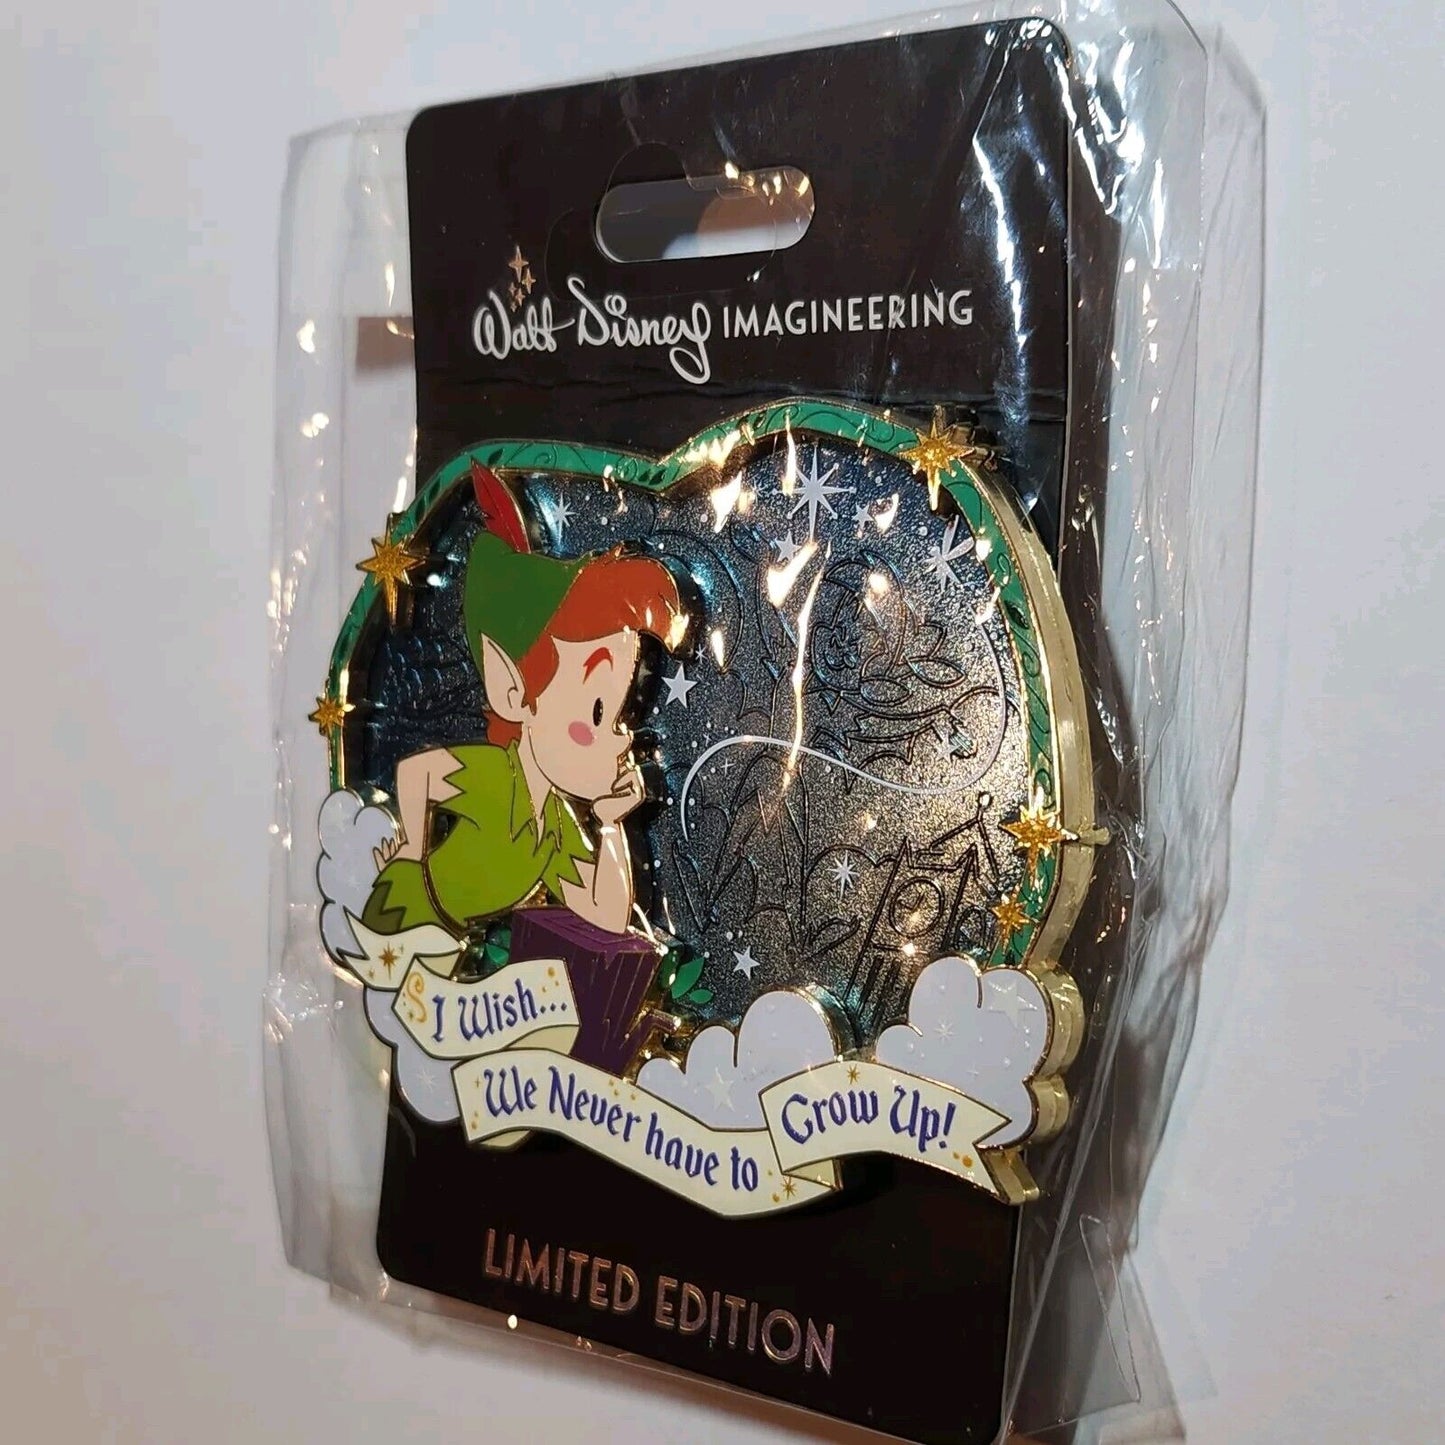 Walt Disney IMAGINEERING
I Wish...
We Never have to
Grow Up!
LIMITED EDITION